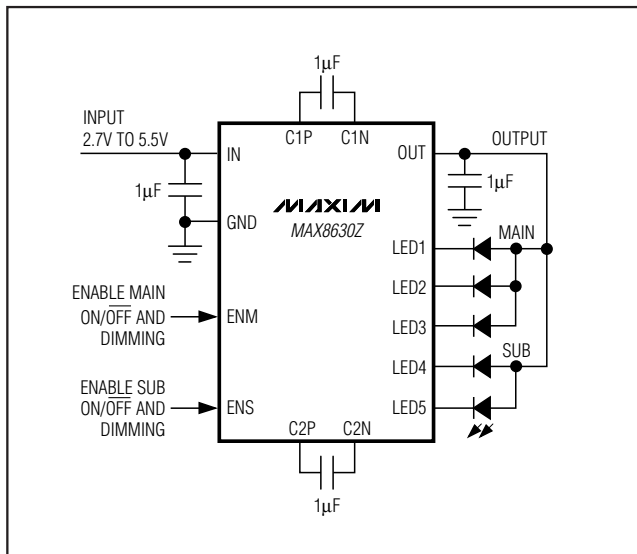 1μF
INPUT
2.7V TO 5.5V
C1P
C1N
IN
OUT
OUTPUT
1μF
1μF
MAXIM
MAX8630Z
GND
LED1
MAIN
LED2
ENABLE MAIN
ON/OFF AND
DIMMING
ENM
LED3
LED4
SUB
ENABLE SUB
ON/OFF AND
DIMMING
ENS
LED5
C2P
C2N
1μF